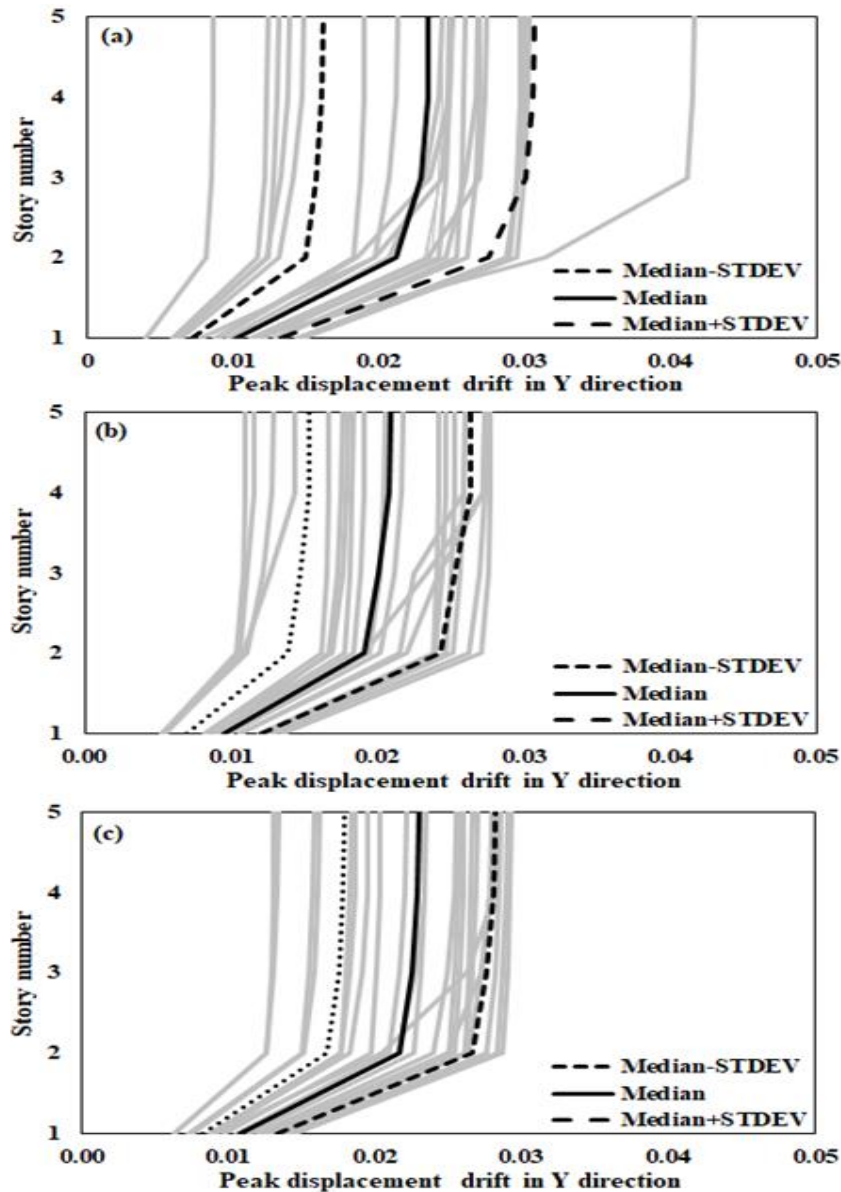 5
(a)
4
Story number
3
2
Median-STDEV
Median
1
Median+STDEV
0 0.01 0.02 0.03 0.04 0.05
Peak displacement drift in Y direction
5
(b)
4
Story number
3
2
Median-STDEV
Median
1
Median+STDEV
0.00 0.01 0.02 0.03 0.04 0.05
Peak displacement drift in Y direction
5
(c)
4
Story number
3
2
Median-STDEV
Median
1
Median+STDEV
0.00 0.01 0.02 0.03 0.04 0.05
Peak displacement drift in Y direction